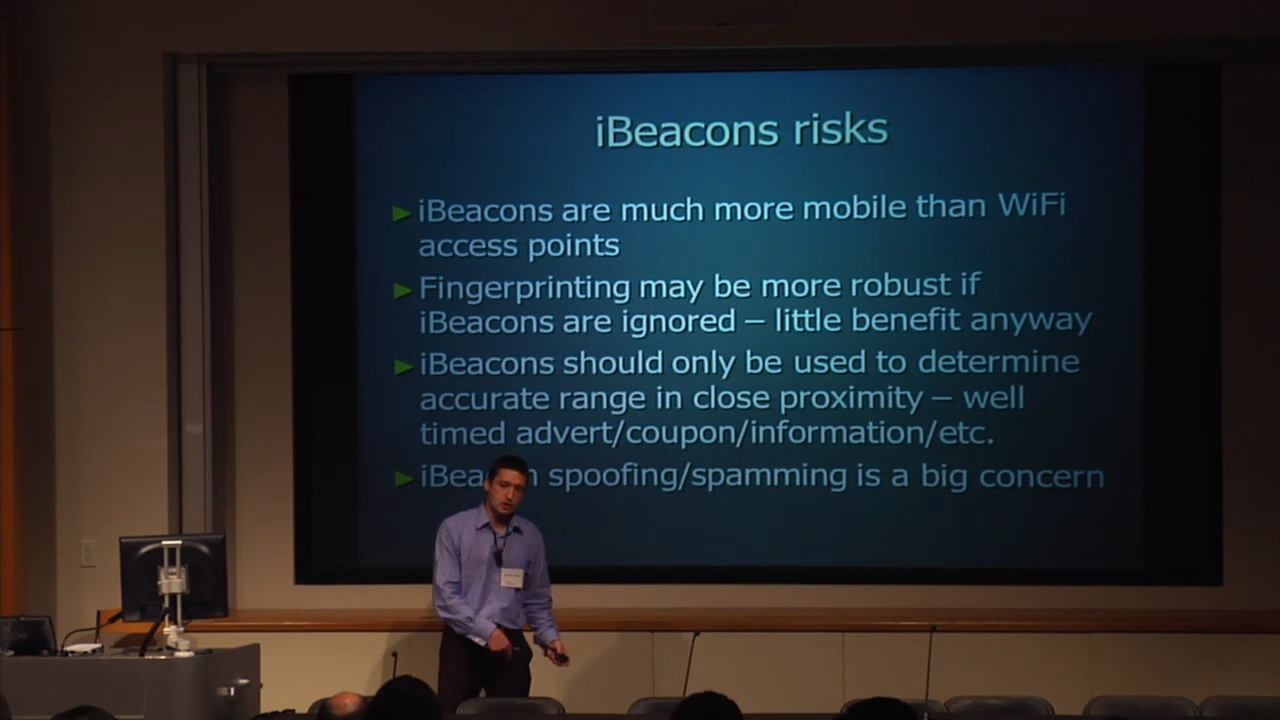 iBeacons risks
iBeacons are much more mobile than WiFi
access points
Fingerprinting may be more robust if
iBeacons are ignored – little benefit anyway
iBeacons should only be used to determine
accurate range in close proximity – well
timed advert/coupon/information/etc.
spoofing/spamming is a big concern